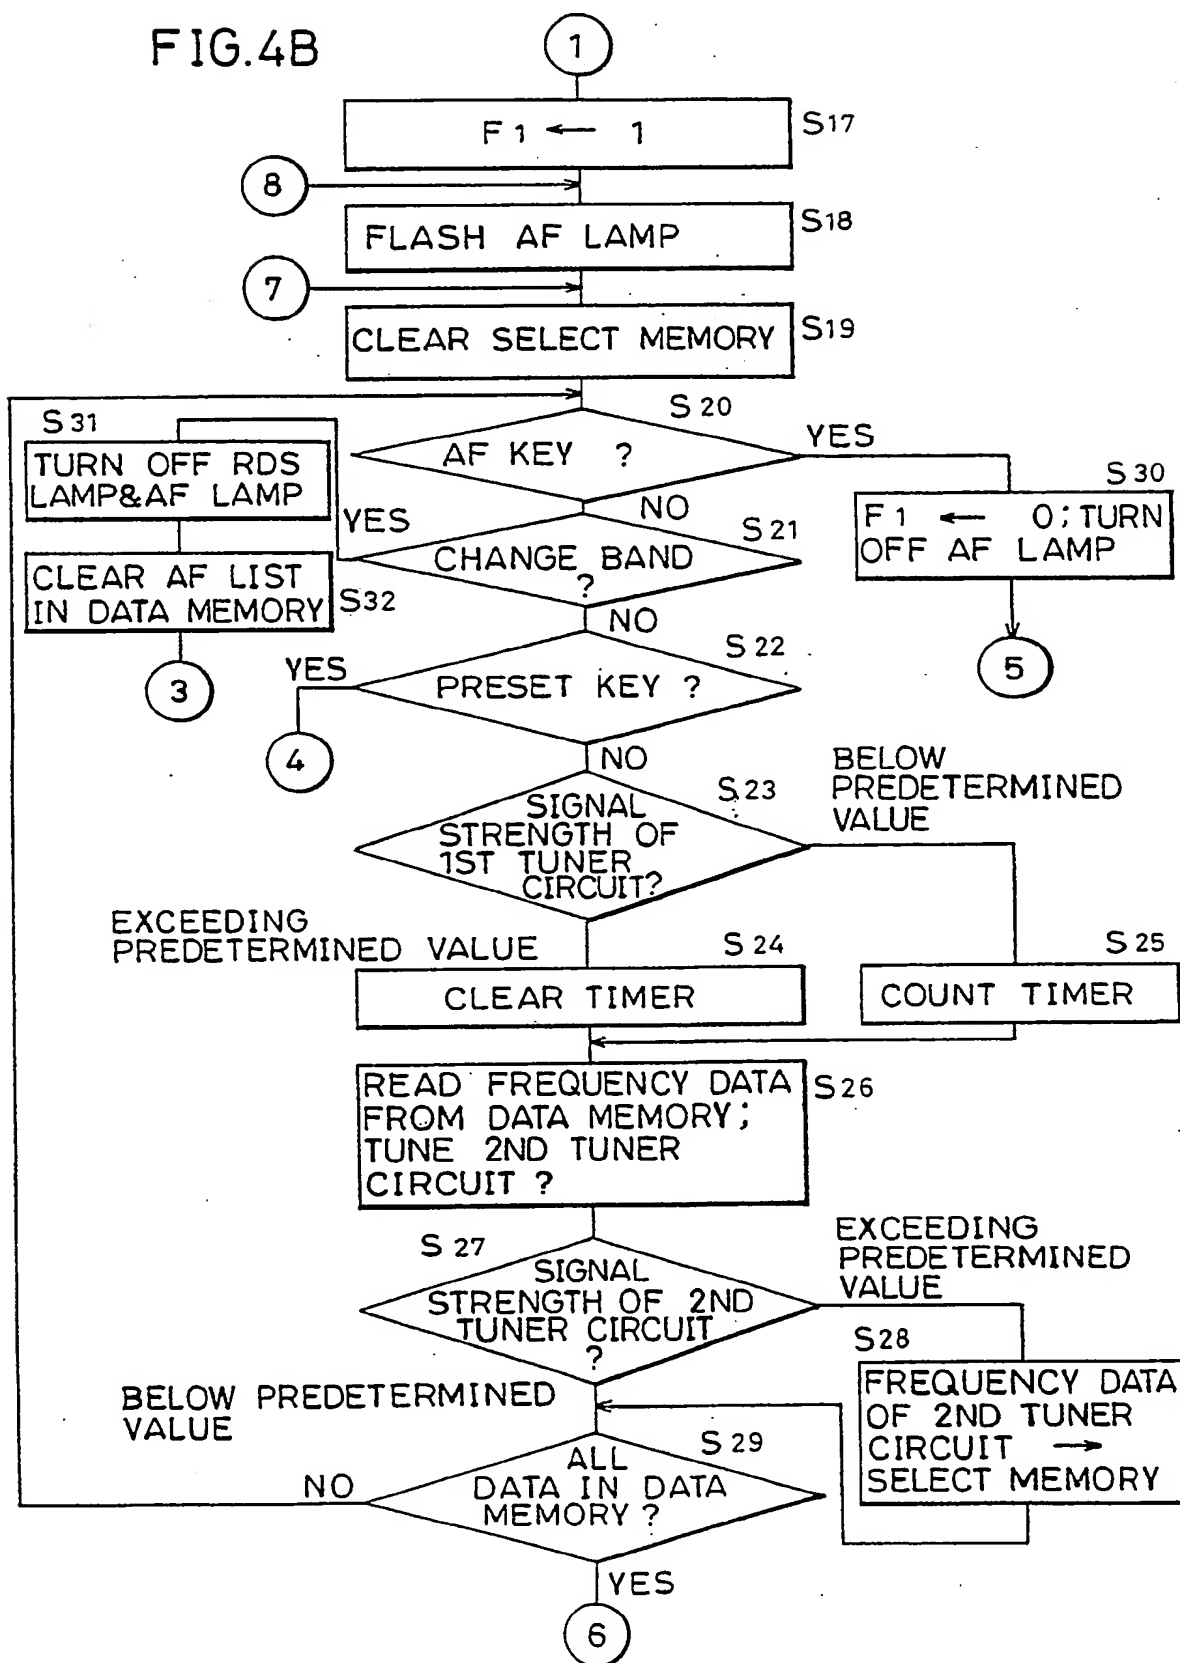 FIG.4B
1
F1 ← 1
S17
8
FLASH AF LAMP
S18
7
CLEAR SELECT MEMORY
S19
S20
AF KEY ?
YES
NO
S31
TURN OFF RDS
LAMP&AF LAMP
S30
F1 ← 0;TURN
OFF AF LAMP
5
YES
S21
CHANGE BAND
?
NO
CLEAR AF LIST
IN DATA MEMORY
S32
3
S22
YES
PRESET KEY ?
4
NO
S23
SIGNAL
STRENGTH OF
1ST TUNER
CIRCUIT?
BELOW
PREDETERMINED
VALUE
EXCEEDING
PREDETERMINED VALUE
S24
CLEAR TIMER
S25
COUNT TIMER
READ FREQUENCY DATA
FROM DATA MEMORY;
TUNE 2ND TUNER
CIRCUIT ?
S26
S27
SIGNAL
STRENGTH OF 2ND
TUNER CIRCUIT
?
EXCEEDING
PREDETERMINED
VALUE
S28
FREQUENCY DATA
OF 2ND TUNER
CIRCUIT →
SELECT MEMORY
BELOW PREDETERMINED
VALUE
S29
ALL
DATA IN DATA
MEMORY ?
NO
YES
6